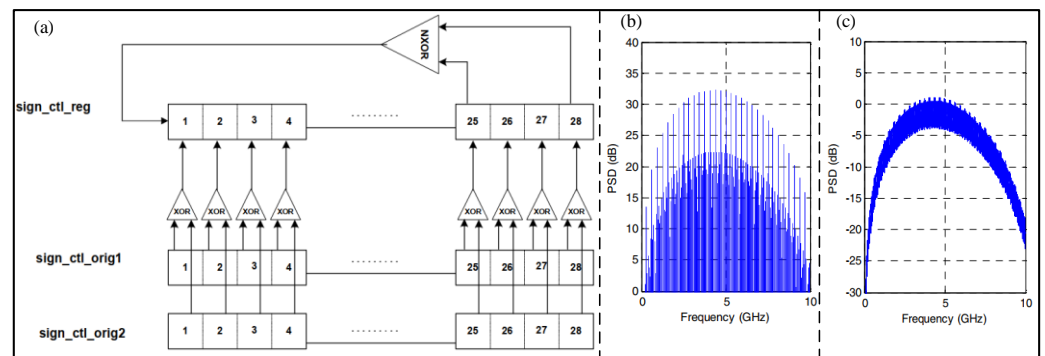 (a)
NXOR
sign_ctl_reg
1 2 3 4 ......... 25 26 27 28
XOR XOR XOR XOR XOR XOR XOR XOR
sign_ctl_orig1
1 2 3 4 ......... 25 26 27 28
sign_ctl_orig2
1 2 3 4 ......... 25 26 27 28
(b)
PSD (dB)
40
35
30
25
20
15
10
5
0
0 5 10
Frequency (GHz)
(c)
PSD (dB)
10
5
0
-5
-10
-15
-20
-25
-30
0 5 10
Frequency (GHz)